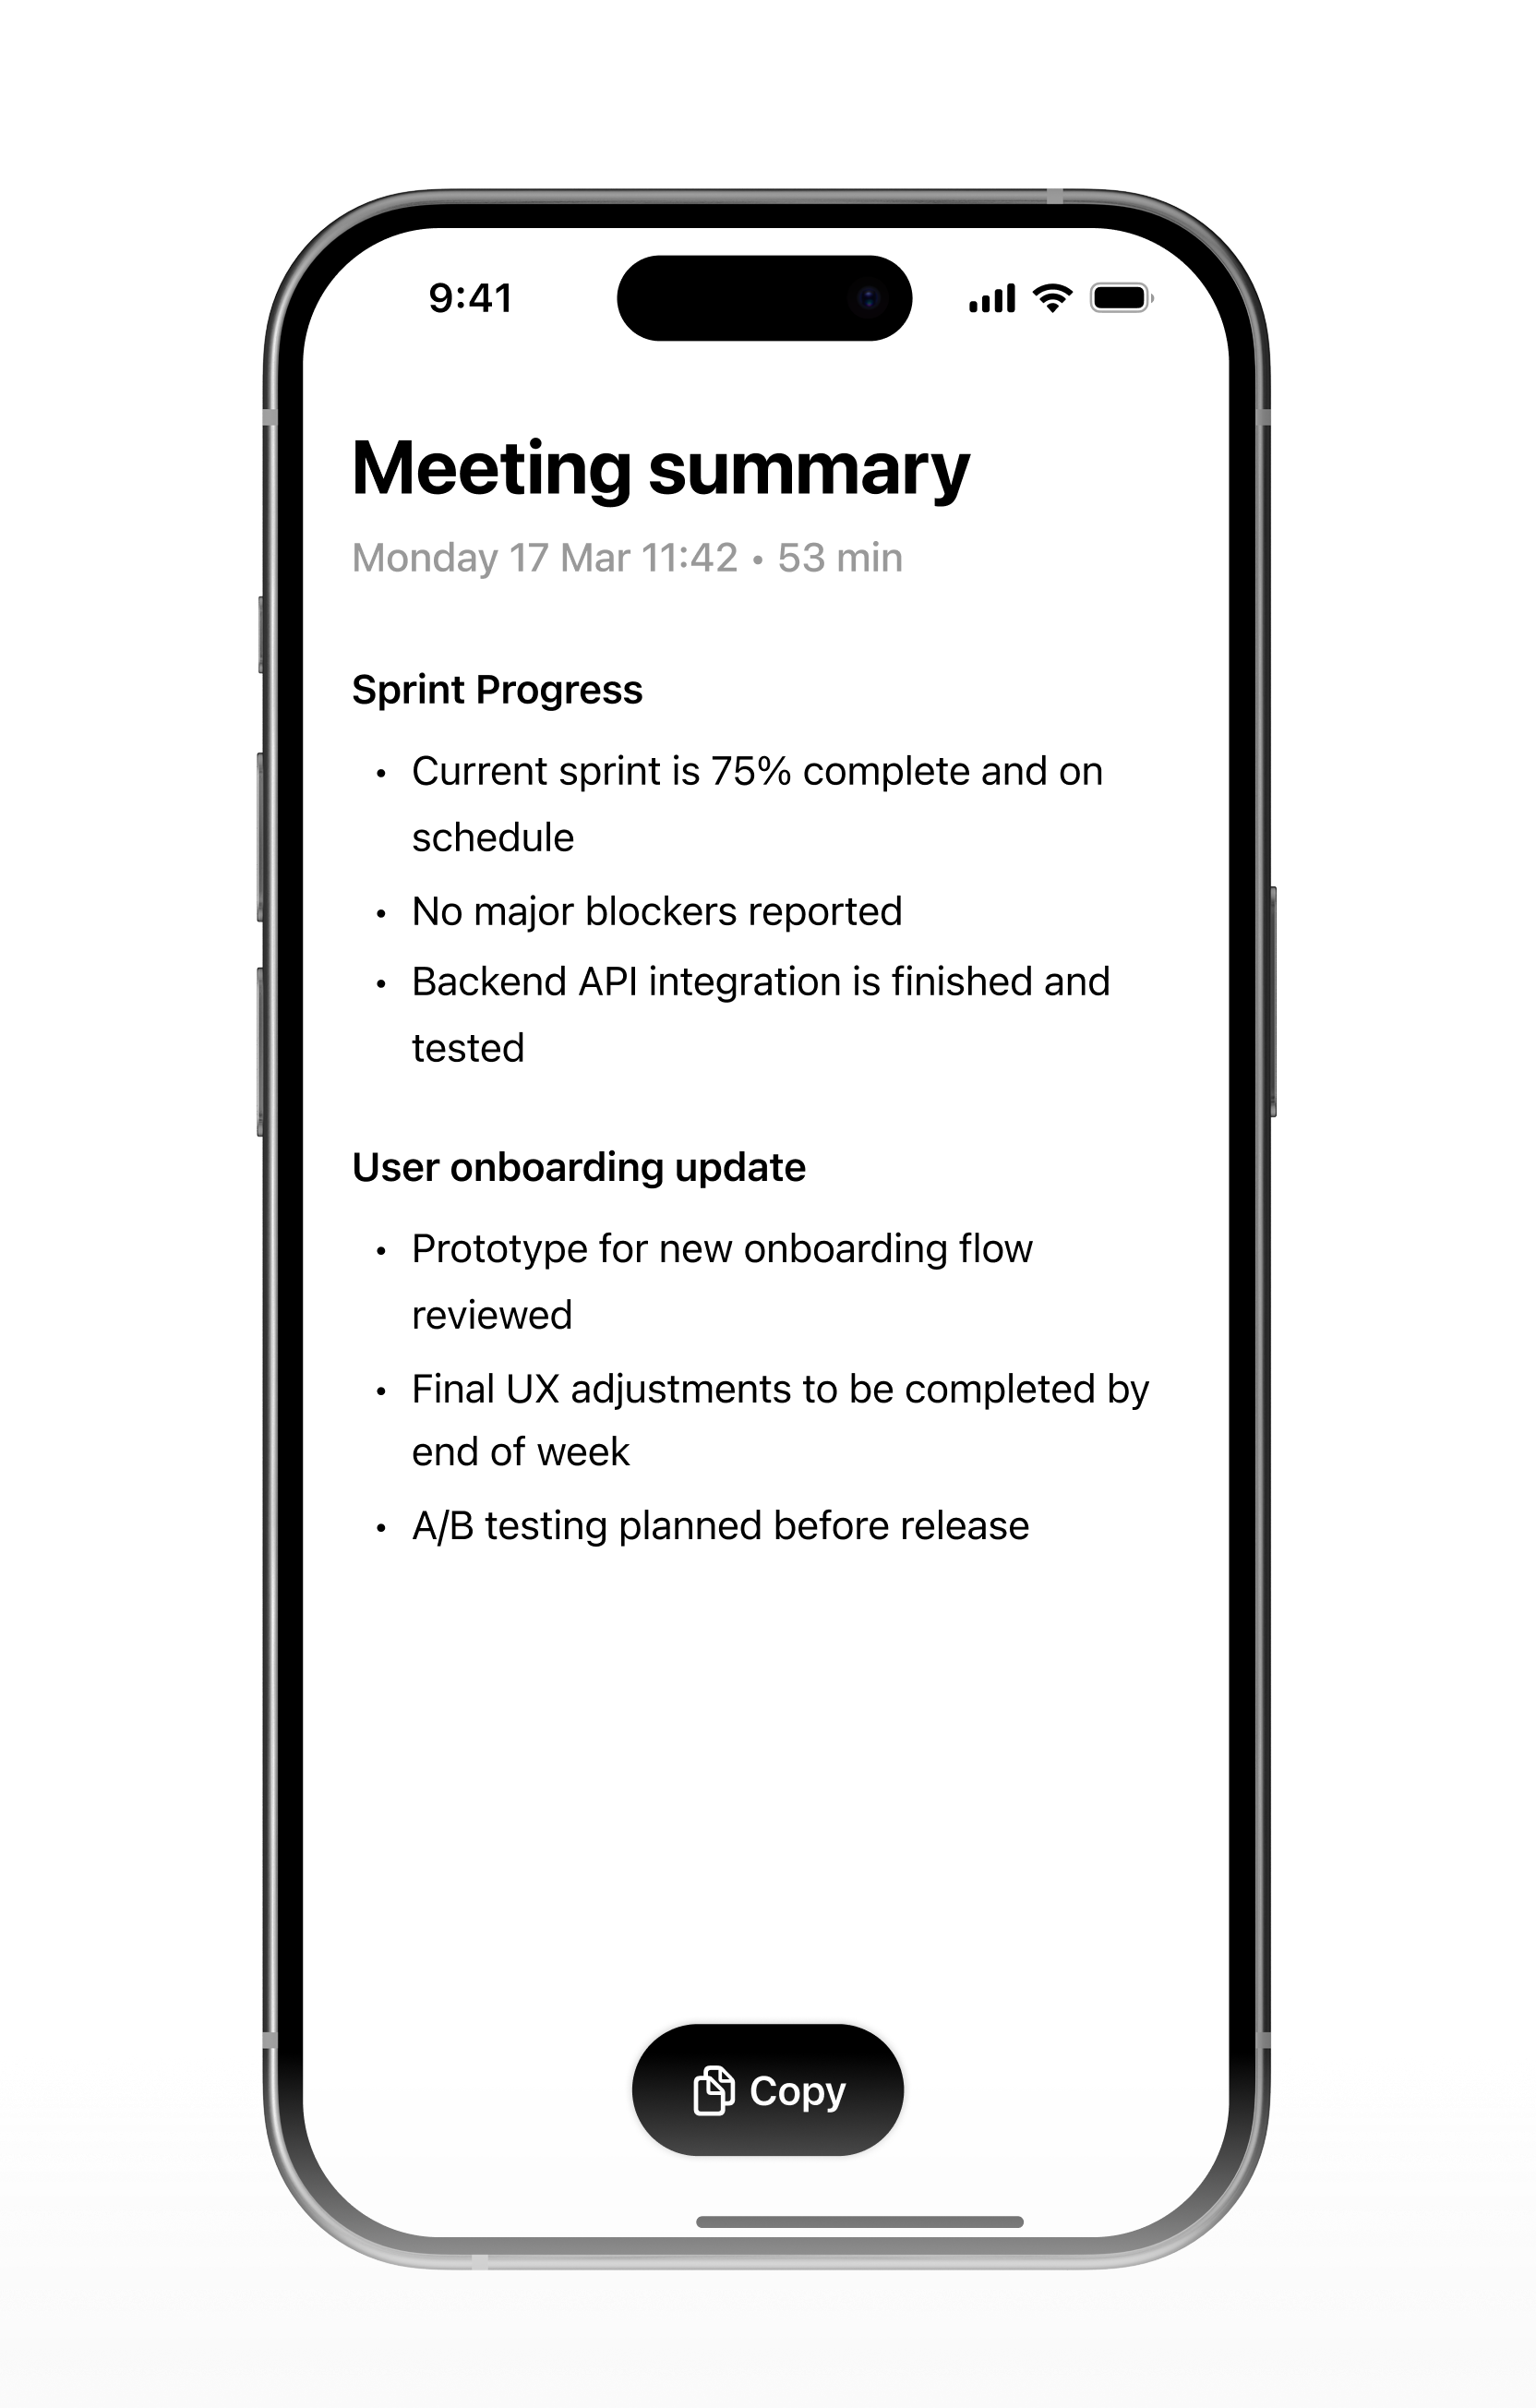 9:41
Meeting summary
Monday 17 Mar 11:42 • 53 min
Sprint Progress
• Current sprint is 75% complete and on
schedule
• No major blockers reported
• Backend API integration is finished and
tested
User onboarding update
• Prototype for new onboarding flow
reviewed
• Final UX adjustments to be completed by
end of week
• A/B testing planned before release
Copy